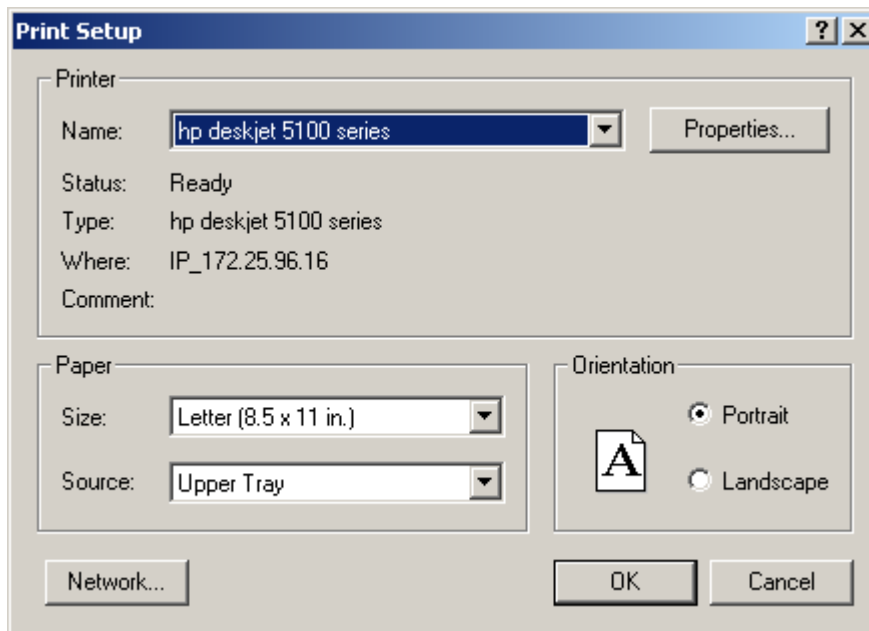 Print Setup
Printer
Name: hp deskjet 5100 series Properties...
Status: Ready
Type: hp deskjet 5100 series
Where: IP_172.25.96.16
Comment:
Paper
Size: Letter (8.5 x 11 in.)
Source: Upper Tray
Orientation
A
Portrait
Landscape
Network...
OK
Cancel